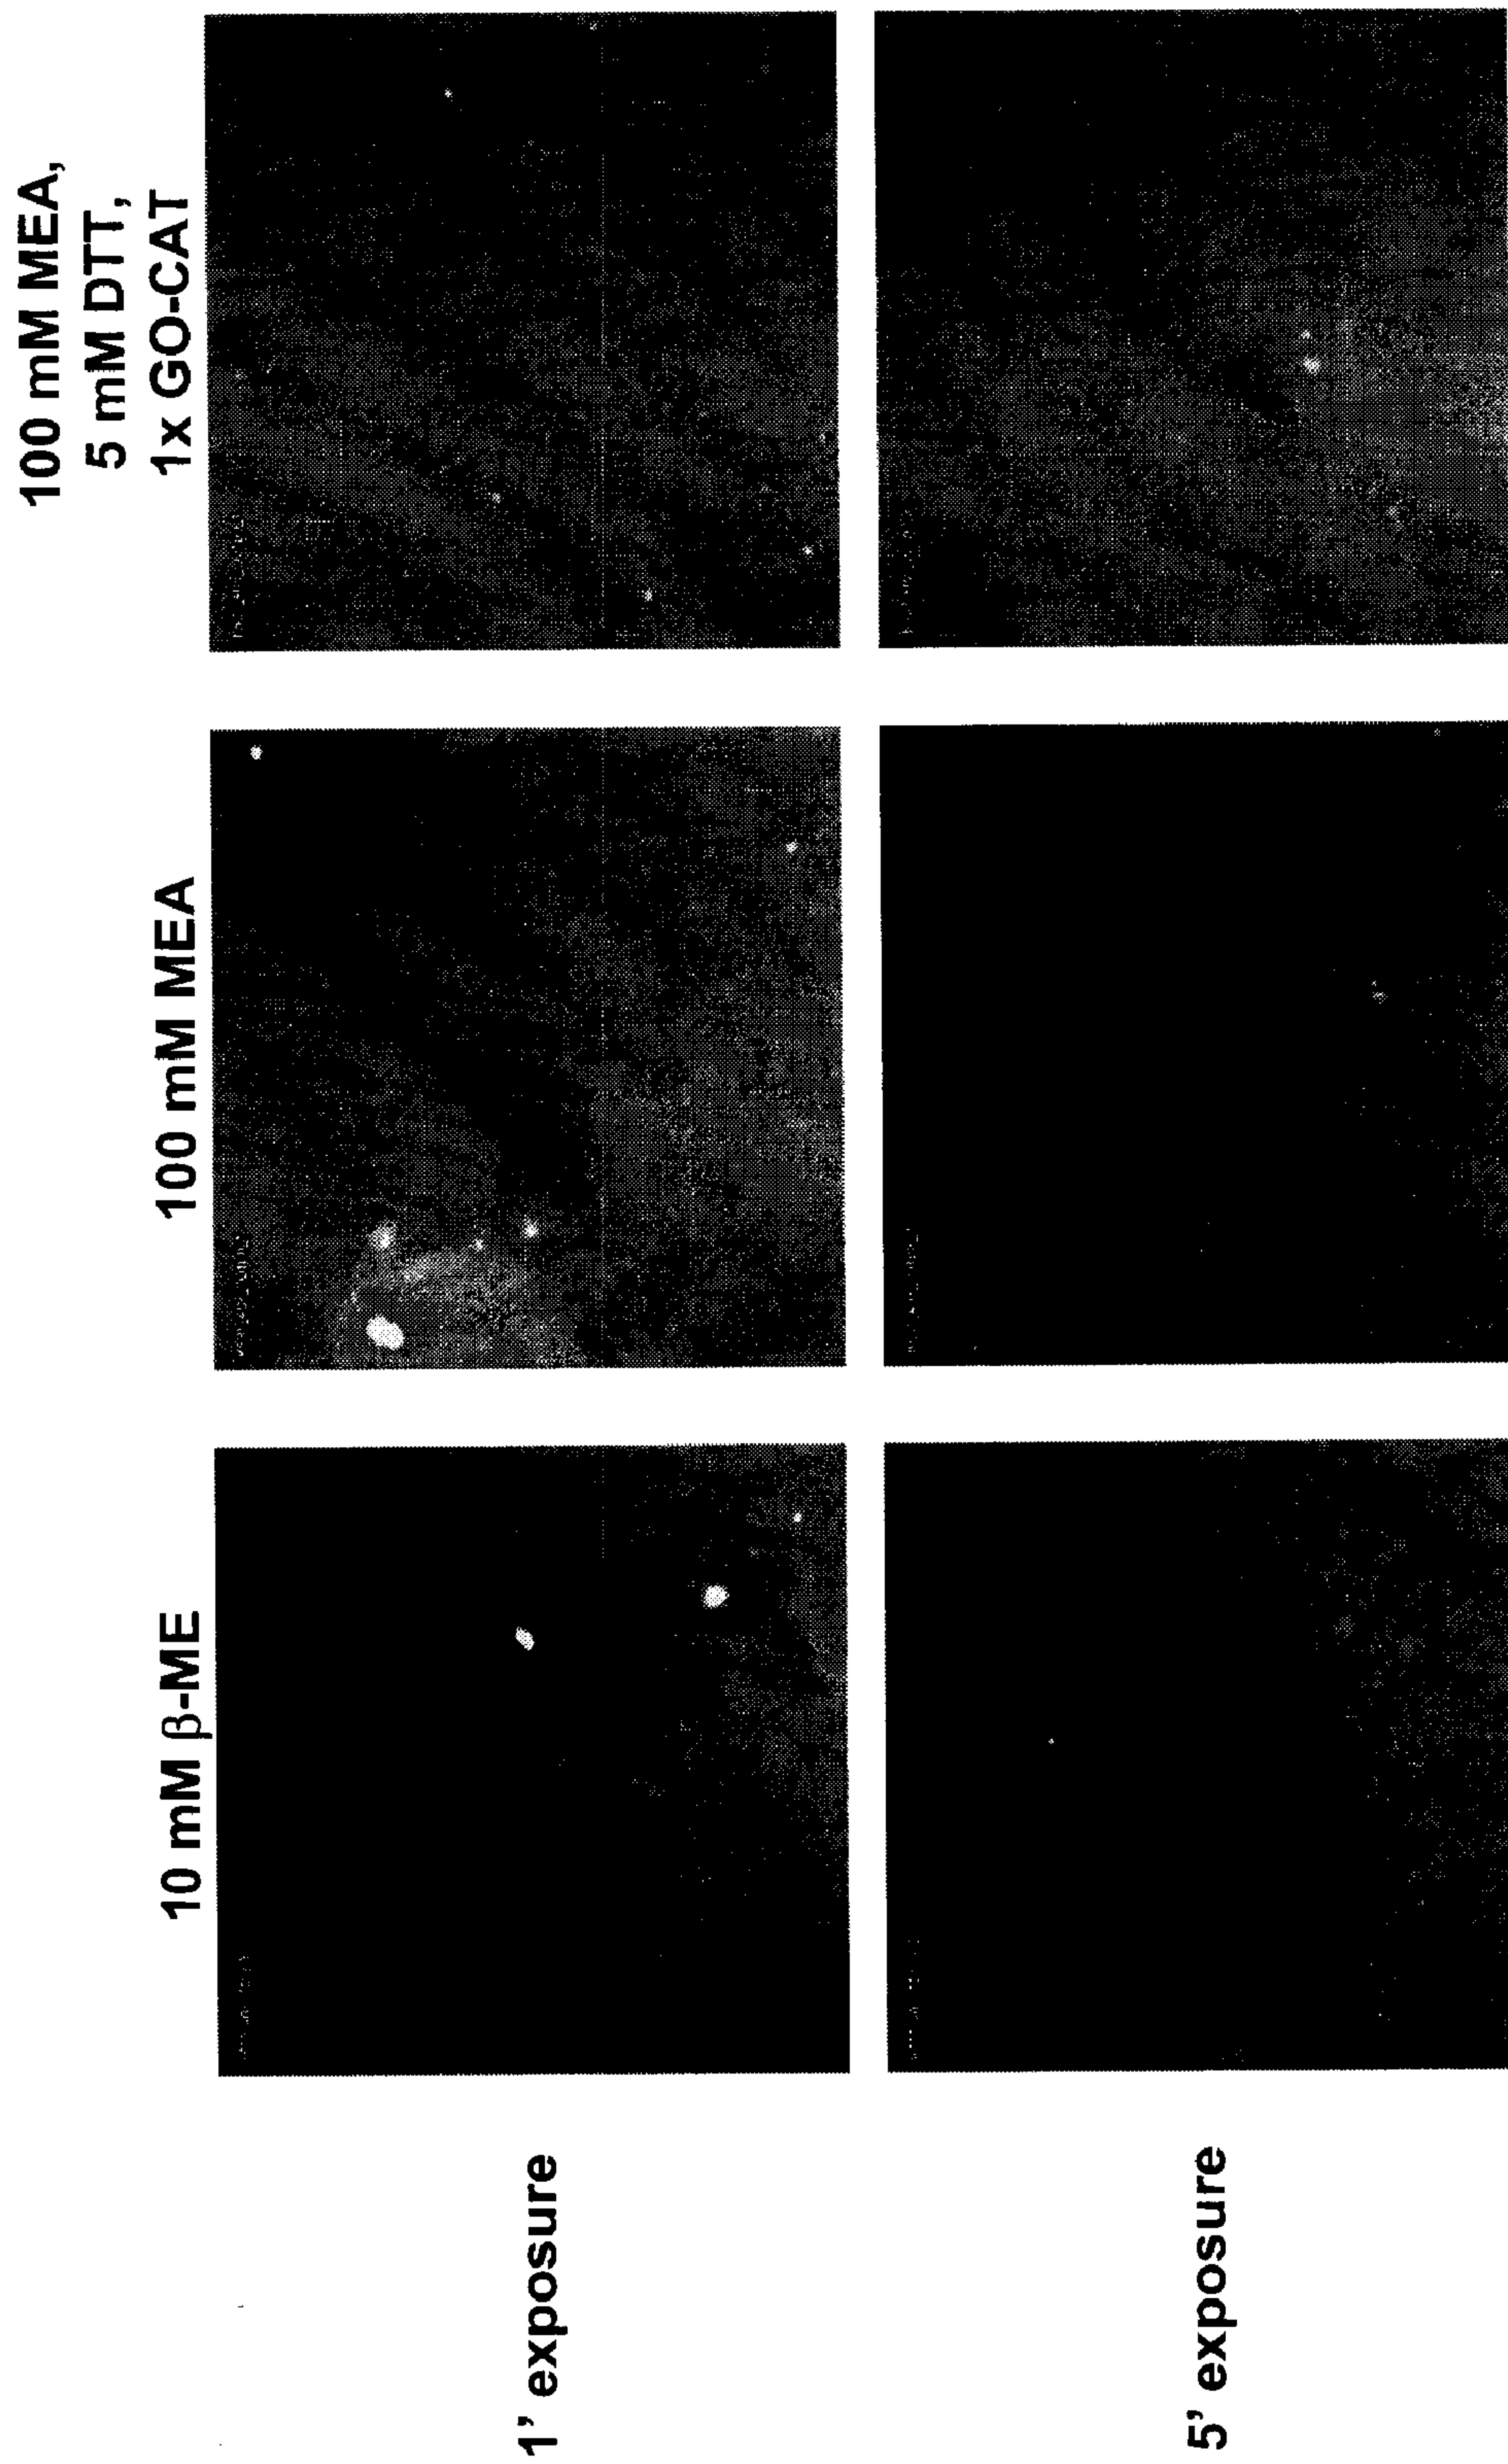 10 mM β-ME
100 mM MEA
100 mM MEA,
5 mM DTT,
1x GO-CAT
1’ exposure
5’ exposure